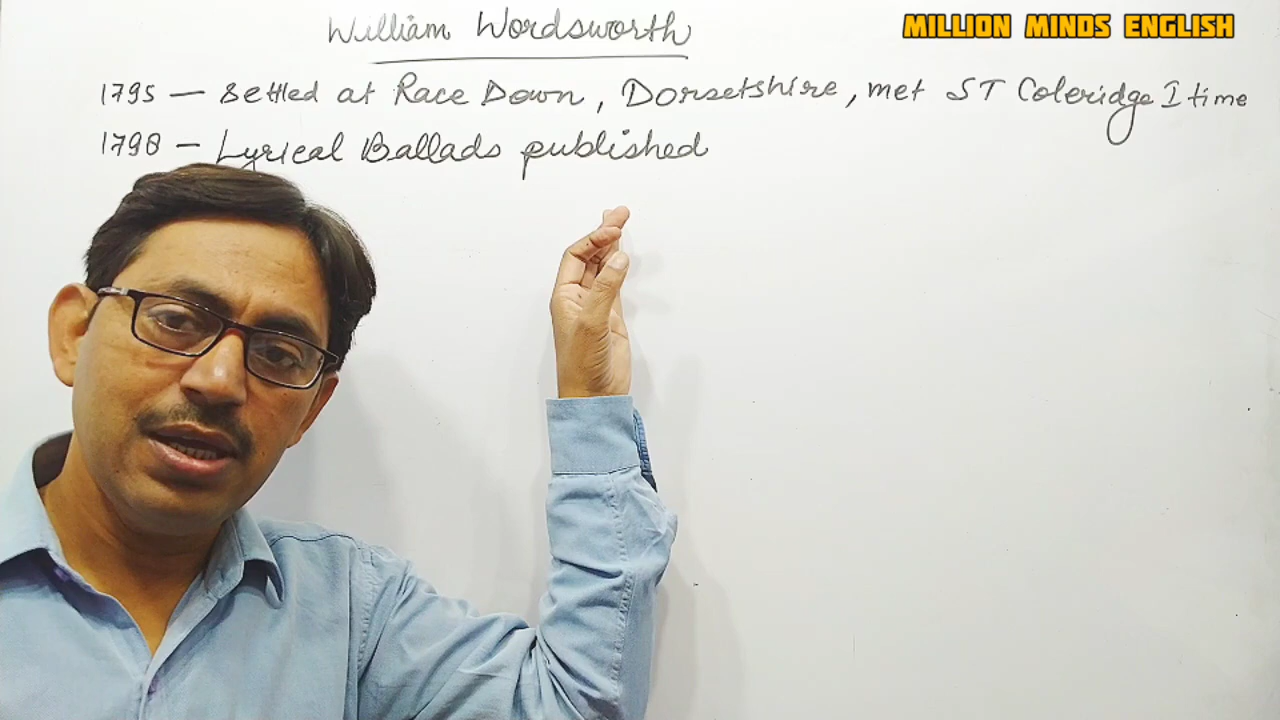 MILLION MINDS ENGLISH
William Wordsworth
1795 — Settled at Race Down, Dorsetshire, met ST Coleridge I time
1798 — Lyrical Ballads published